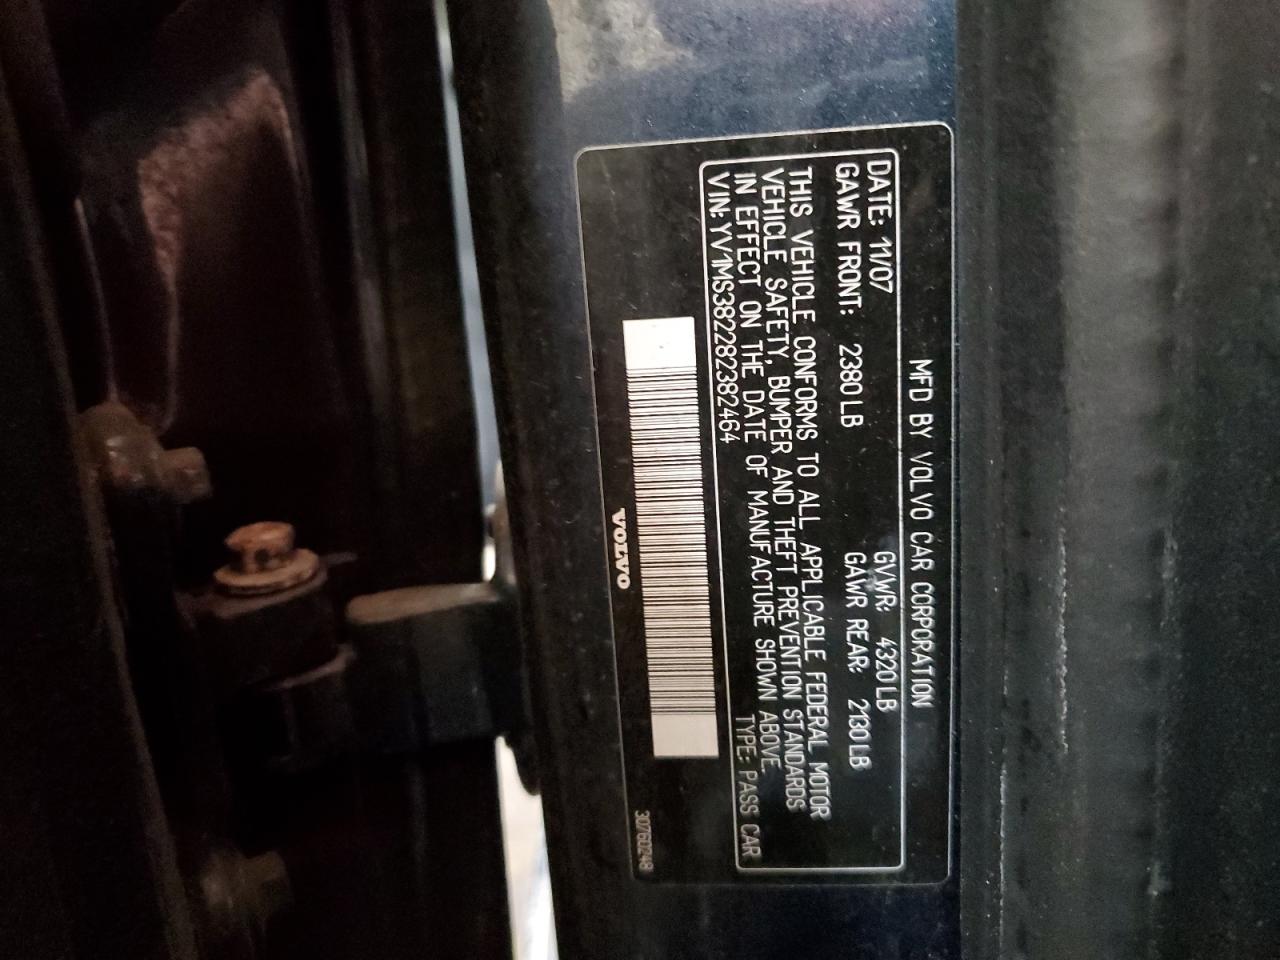 MFD BY VOLVO CAR CORPORATION
DATE: 11/07 GVWR: 4320 LB
GAWR FRONT: 2380 LB GAWR REAR: 2130 LB
THIS VEHICLE CONFORMS TO ALL APPLICABLE FEDERAL MOTOR
VEHICLE SAFETY, BUMPER AND THEFT PREVENTION STANDARDS
IN EFFECT ON THE DATE OF MANUFACTURE SHOWN ABOVE.
VIN: YV1MS382282382464 TYPE: PASS CAR
VOLVO
30760248